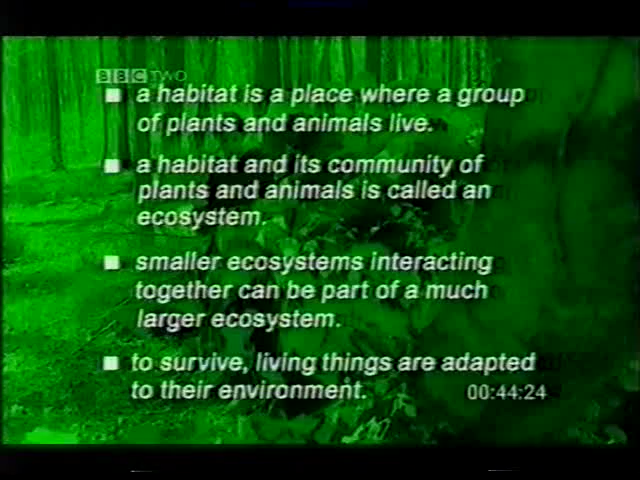 BBC TWO
■ a habitat is a place where a group
of plants and animals live.
■ a habitat and its community of
plants and animals is called an
ecosystem.
■ smaller ecosystems interacting
together can be part of a much
larger ecosystem.
■ to survive, living things are adapted
to their environment.
00:44:24